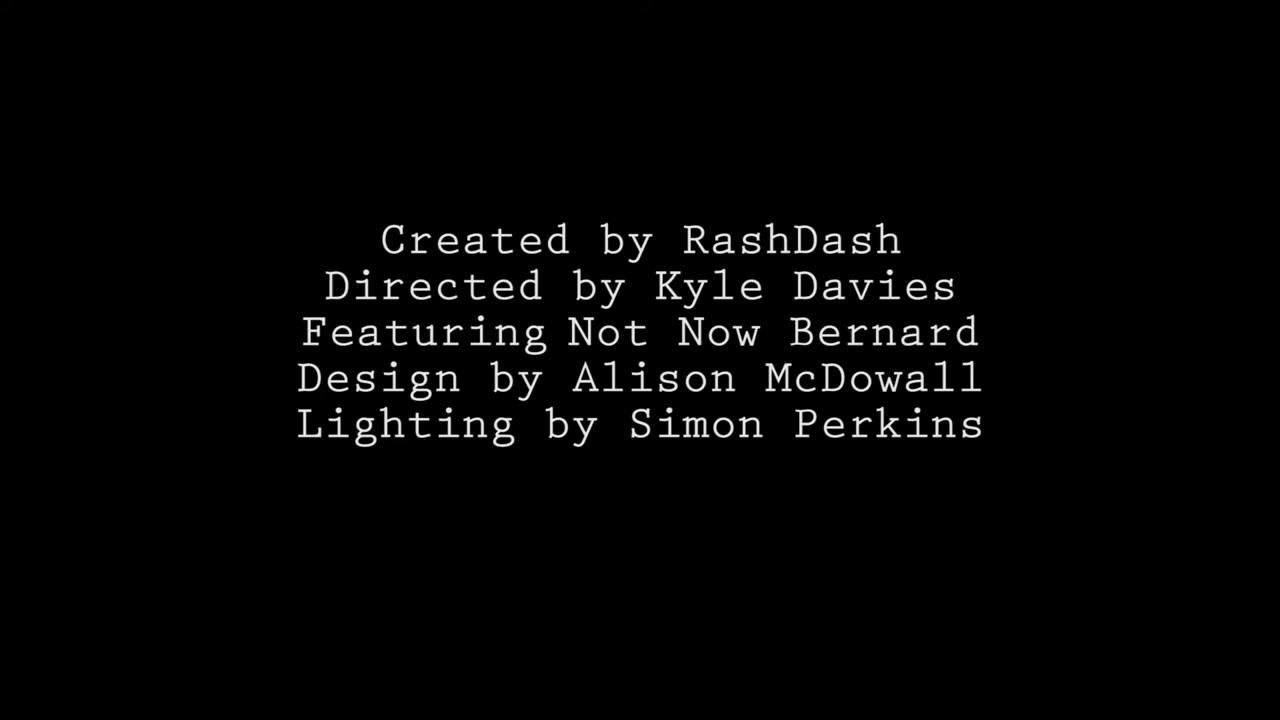 Created by RashDash
Directed by Kyle Davies
Featuring Not Now Bernard
Design by Alison McDowall
Lighting by Simon Perkins